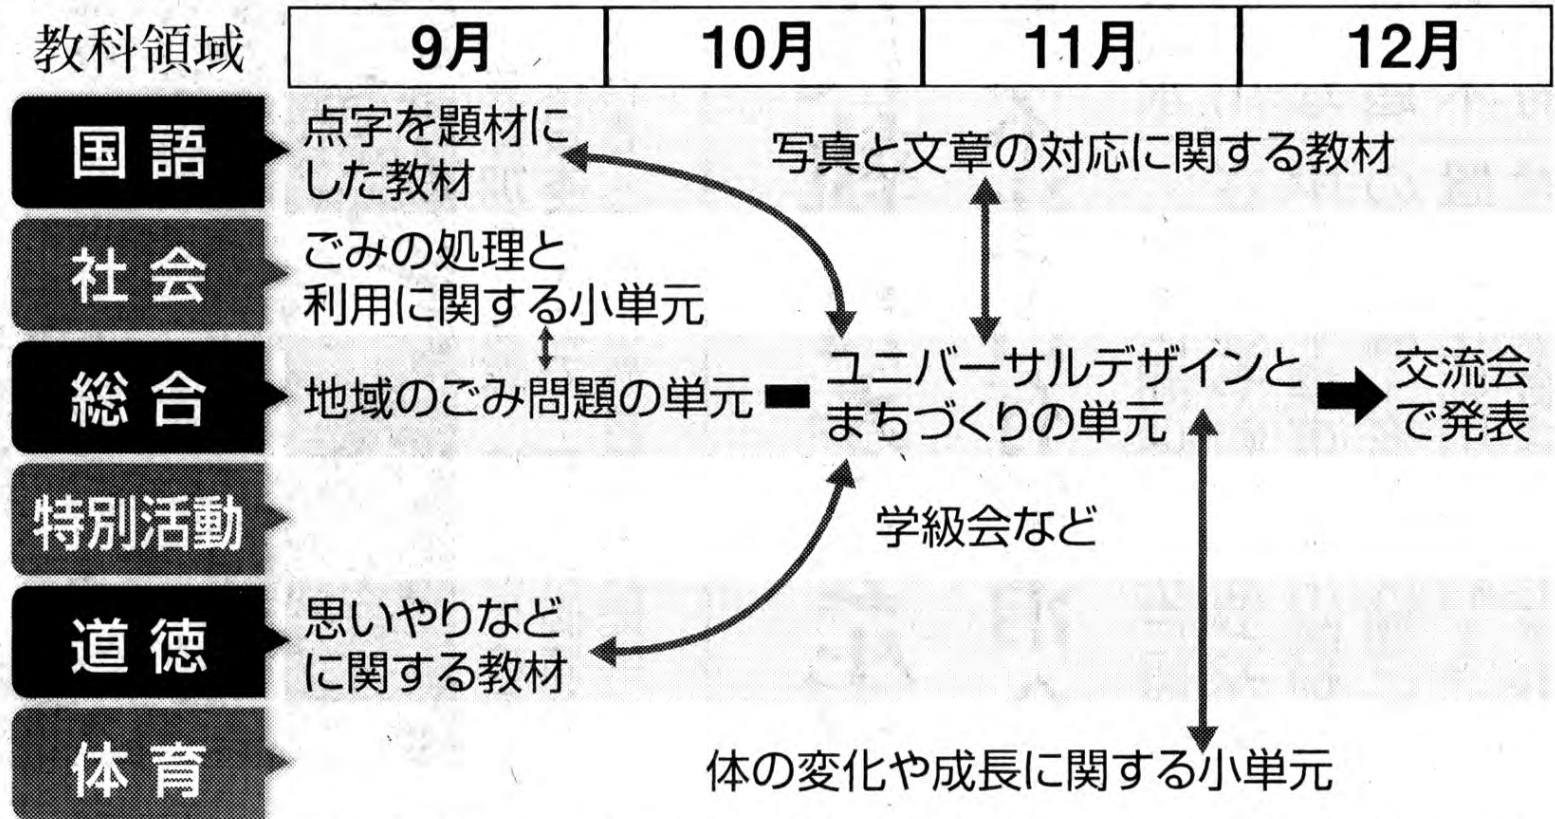 教科領域 9月 10月 11月 12月
国語
点字を題材に
した教材
写真と文章の対応に関する教材
社会
ごみの処理と
利用に関する小単元
総合
地域のごみ問題の単元
ユニバーサルデザインと
まちづくりの単元
交流会
で発表
特別活動
学級会など
道徳
思いやりなど
に関する教材
体育
体の変化や成長に関する小単元